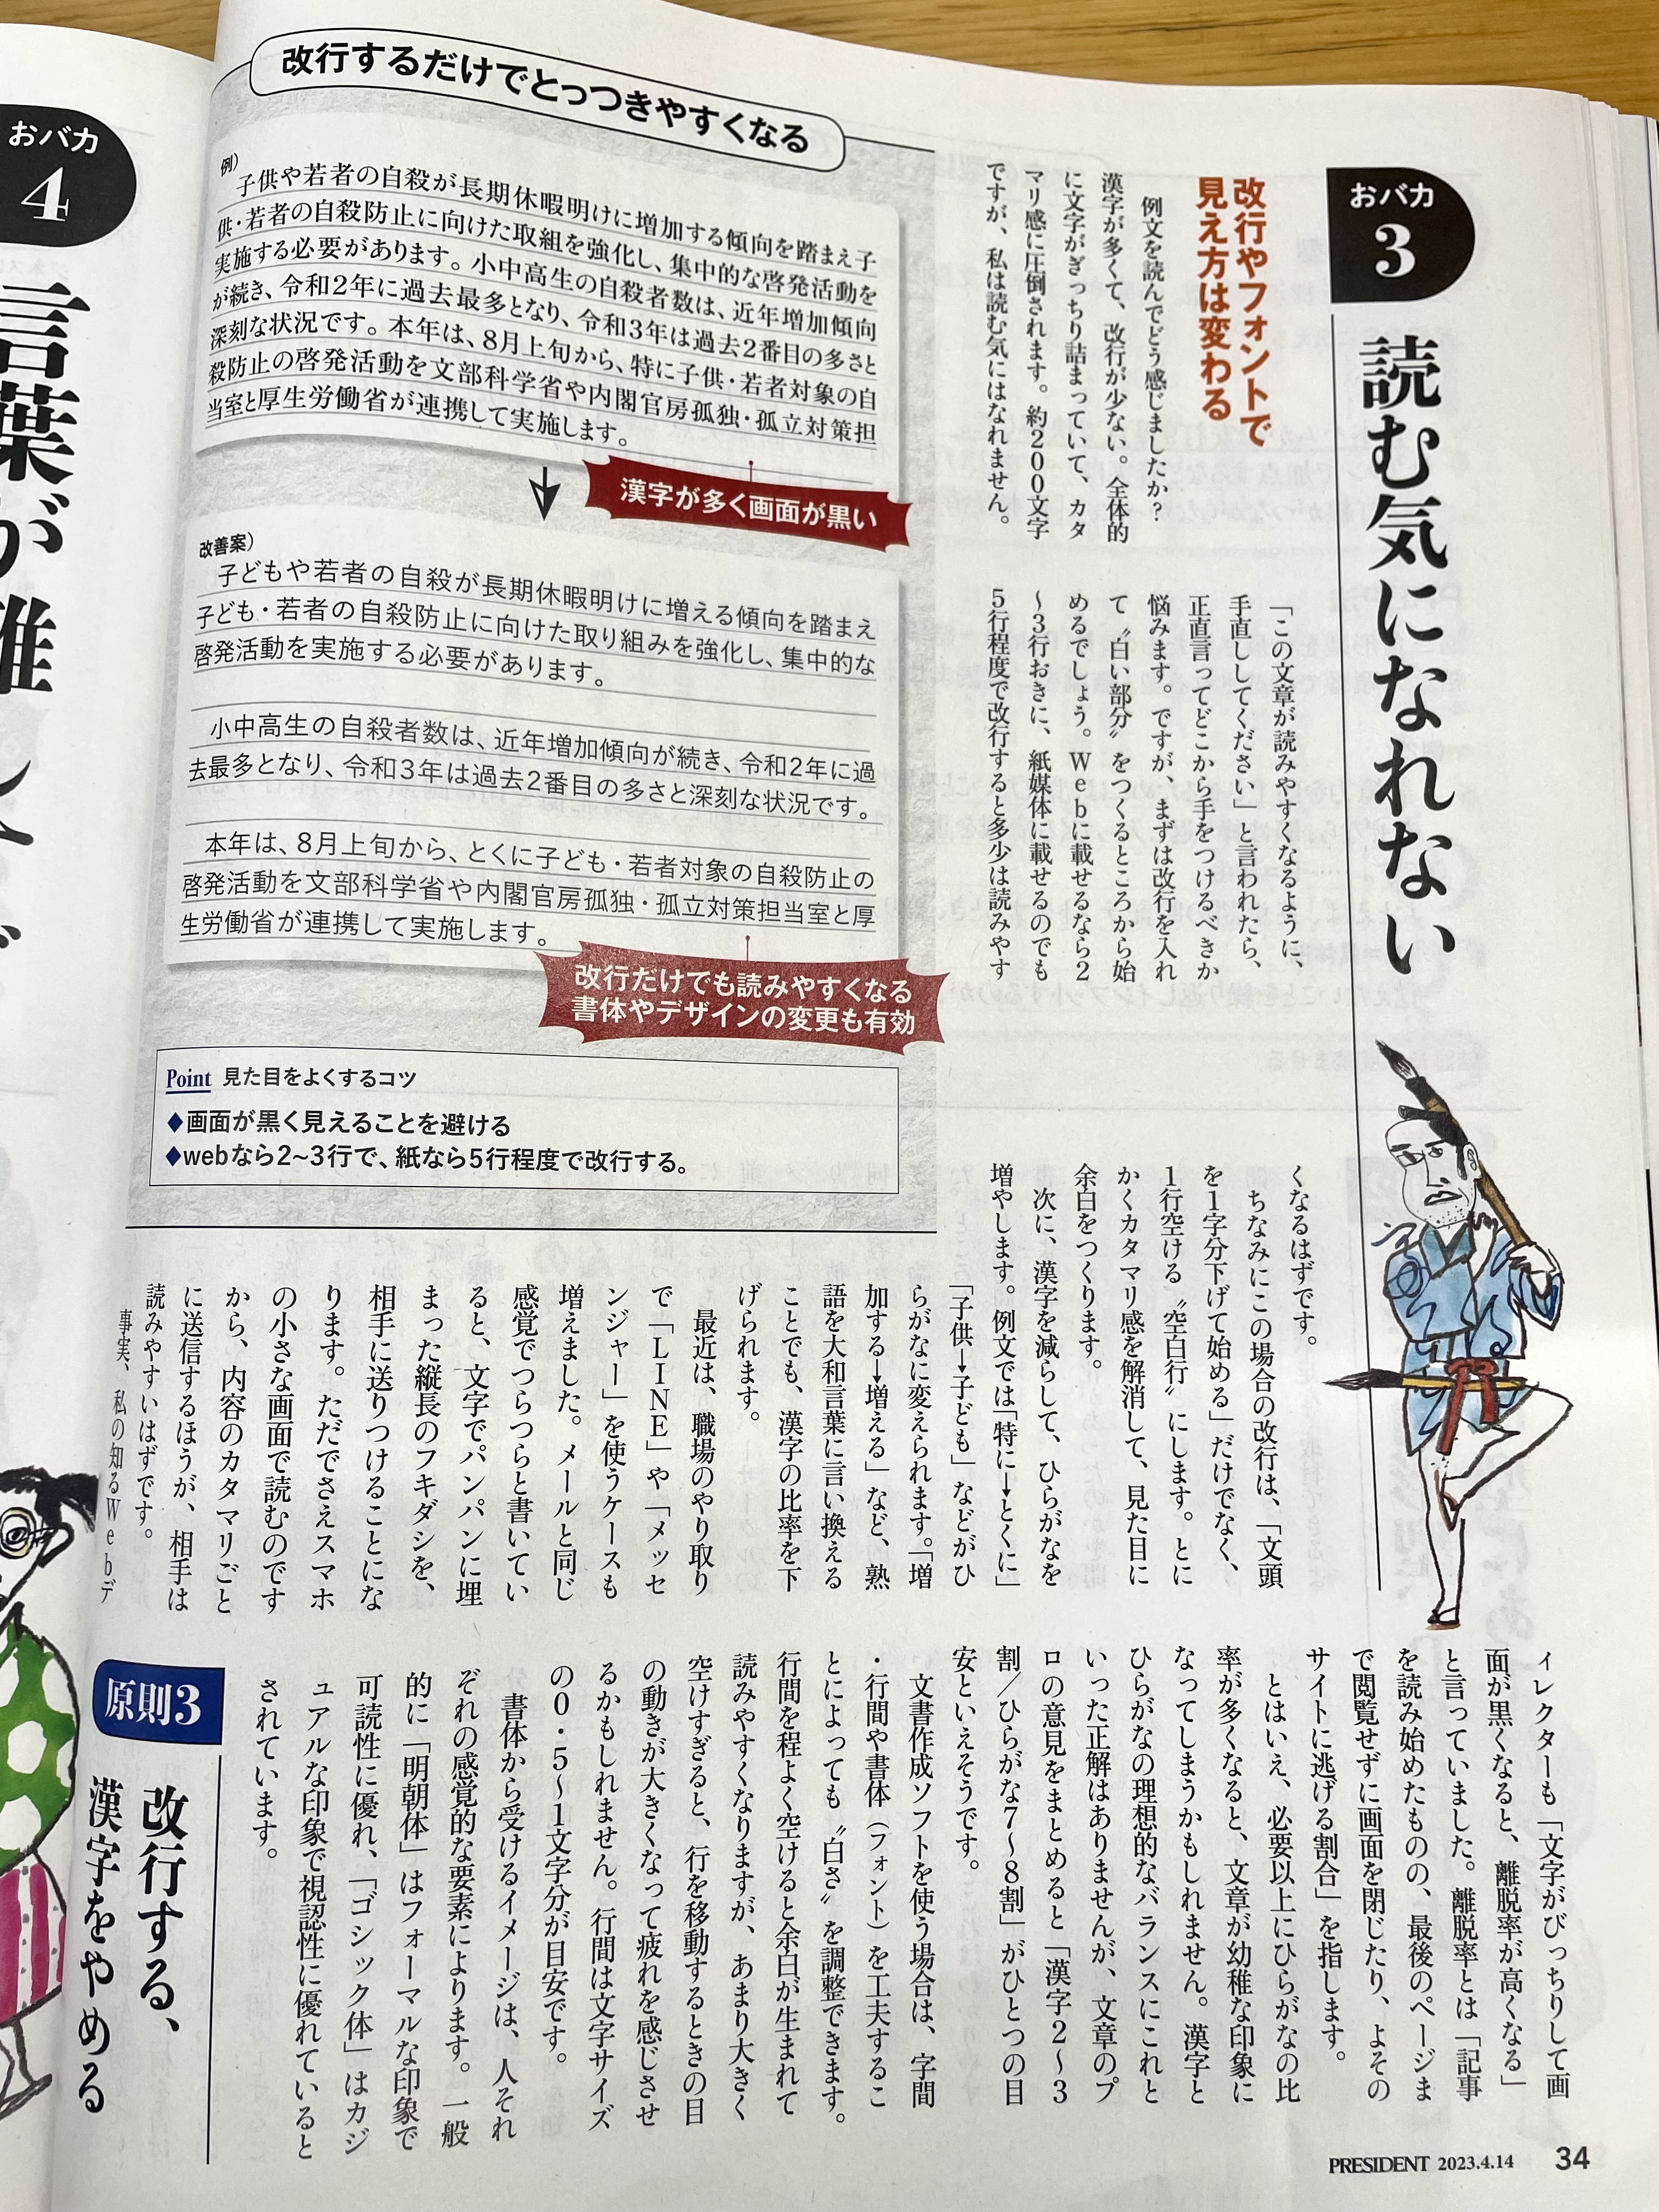 おバカ
3
読む気になれない
改行やフォントで
見え方は変わる
例文を読んでどう感じましたか?
漢字が多くて、改行が少ない。全体的
に文字がぎっちり詰まっていて、カタ
マリ感に圧倒されます。約200文字
ですが、私は読む気にはなれません。
「この文章が読みやすくなるように、
手直ししてください」と言われたら、
正直言ってどこから手をつけるべきか
悩みます。ですが、まずは改行を入れ
て〝白い部分〟をつくるところから始
めるでしょう。Webに載せるなら2
〜3行おきに、紙媒体に載せるのでも
5行程度で改行すると多少は読みやす
くなるはずです。
ちなみにこの場合の改行は、「文頭
を1字分下げて始める」だけでなく、
1行空ける〝空白行〟にします。とに
かくカタマリ感を解消して、見た目に
余白をつくります。
次に、漢字を減らして、ひらがなを
増やします。例文では「特に→とくに」
「子供→子ども」などがひ
らがなに変えられます。「増
加する→増える」など、熟
語を大和言葉に言い換える
ことでも、漢字の比率を下
げられます。
最近は、職場のやり取り
で「LINE」や「メッセ
ンジャー」を使うケースも
増えました。メールと同じ
感覚でつらつらと書いてい
ると、文字でパンパンに埋
まった縦長のフキダシを、
相手に送りつけることにな
ります。ただでさえスマホ
の小さな画面で読むのです
から、内容のカタマリごと
に送信するほうが、相手は
読みやすいはずです。
事実、私の知るWebデ
ィレクターも「文字がびっちりして画
面が黒くなると、離脱率が高くなる」
と言っていました。離脱率とは「記事
を読み始めたものの、最後のページま
で閲覧せずに画面を閉じたり、よその
サイトに逃げる割合」を指します。
とはいえ、必要以上にひらがなの比
率が多くなると、文章が幼稚な印象に
なってしまうかもしれません。漢字と
ひらがなの理想的なバランスにこれと
いった正解はありませんが、文章のプ
ロの意見をまとめると「漢字2〜3
割/ひらがな7〜8割」がひとつの目
安といえそうです。
文書作成ソフトを使う場合は、字間
・行間や書体(フォント)を工夫するこ
とによっても〝白さ〟を調整できます。
行間を程よく空けると余白が生まれて
読みやすくなりますが、あまり大きく
空けすぎると、行を移動するときの目
の動きが大きくなって疲れを感じさせ
るかもしれません。行間は文字サイズ
の0・5〜1文字分が目安です。
書体から受けるイメージは、人それ
ぞれの感覚的な要素によります。一般
的に「明朝体」はフォーマルな印象で
可読性に優れ、「ゴシック体」はカジ
ュアルな印象で視認性に優れていると
されています。
原則3
改行する、
漢字をやめる
改行するだけでとっつきやすくなる
例)
子供や若者の自殺が長期休暇明けに増加する傾向を踏まえ子
供・若者の自殺防止に向けた取組を強化し、集中的な啓発活動を
実施する必要があります。小中高生の自殺者数は、近年増加傾向
が続き、令和2年に過去最多となり、令和3年は過去2番目の多さと
深刻な状況です。本年は、8月上旬から、特に子供・若者対象の自
殺防止の啓発活動を文部科学省や内閣官房孤独・孤立対策担
当室と厚生労働省が連携して実施します。
漢字が多く画面が黒い
改善案)
子どもや若者の自殺が長期休暇明けに増える傾向を踏まえ
子ども・若者の自殺防止に向けた取り組みを強化し、集中的な
啓発活動を実施する必要があります。
小中高生の自殺者数は、近年増加傾向が続き、令和2年に過
去最多となり、令和3年は過去2番目の多さと深刻な状況です。
本年は、8月上旬から、とくに子ども・若者対象の自殺防止の
啓発活動を文部科学省や内閣官房孤独・孤立対策担当室と厚
生労働省が連携して実施します。
改行だけでも読みやすくなる
書体やデザインの変更も有効
Point 見た目をよくするコツ
◆画面が黒く見えることを避ける
◆webなら2~3行で、紙なら5行程度で改行する。
PRESIDENT 2023.4.14 34
おバカ
4
言葉が難し